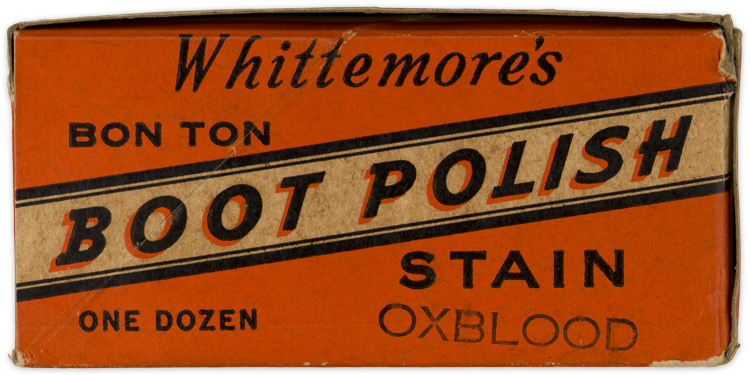 Whittemore's
BON TON
BOOT POLISH
STAIN
ONE DOZEN
OXBLOOD